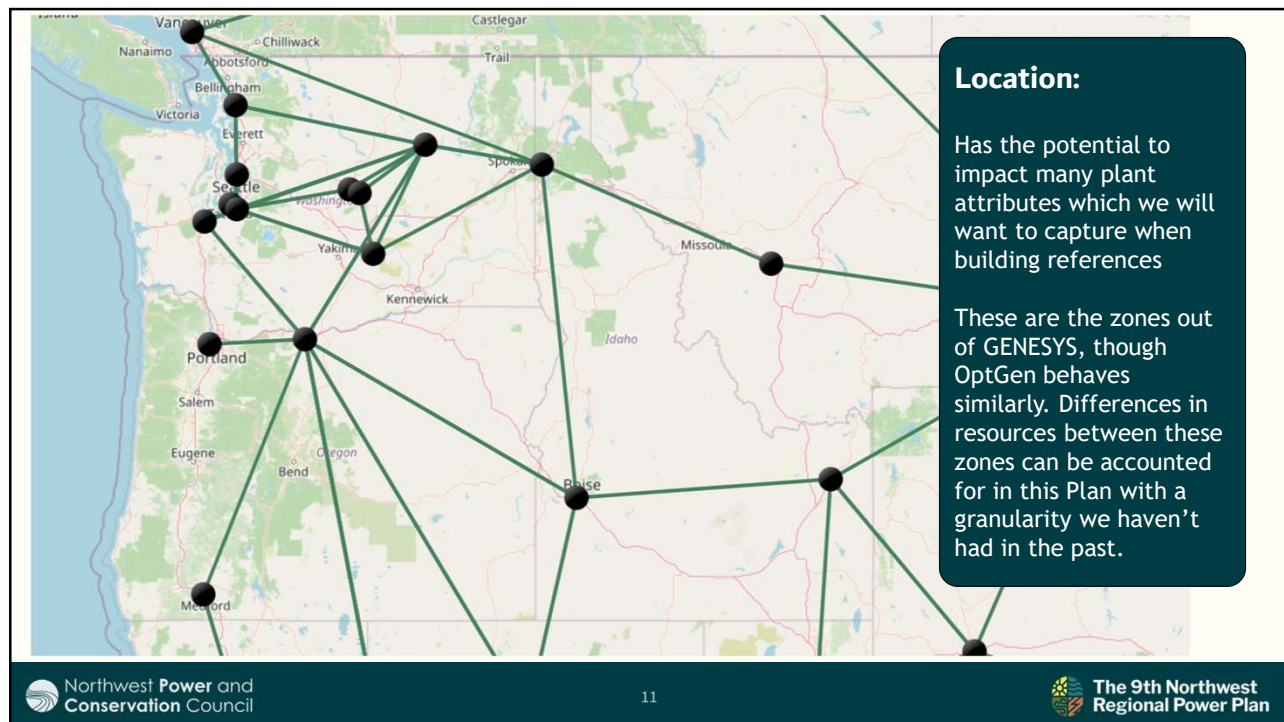 Island
Vancouver
Castlegar
Nanaimo
Chilliwack
Abbotsford
Trail
Bellingham
Victoria
Everett
Spokane
Seattle
Washington
Missoula
Yakima
Kennewick
Idaho
Portland
Salem
Eugene
Oregon
Bend
Boise
Medford
Location:
Has the potential to
impact many plant
attributes which we will
want to capture when
building references
These are the zones out
of GENESYS, though
OptGen behaves
similarly. Differences in
resources between these
zones can be accounted
for in this Plan with a
granularity we haven’t
had in the past.
Northwest Power and
Conservation Council
11
The 9th Northwest
Regional Power Plan